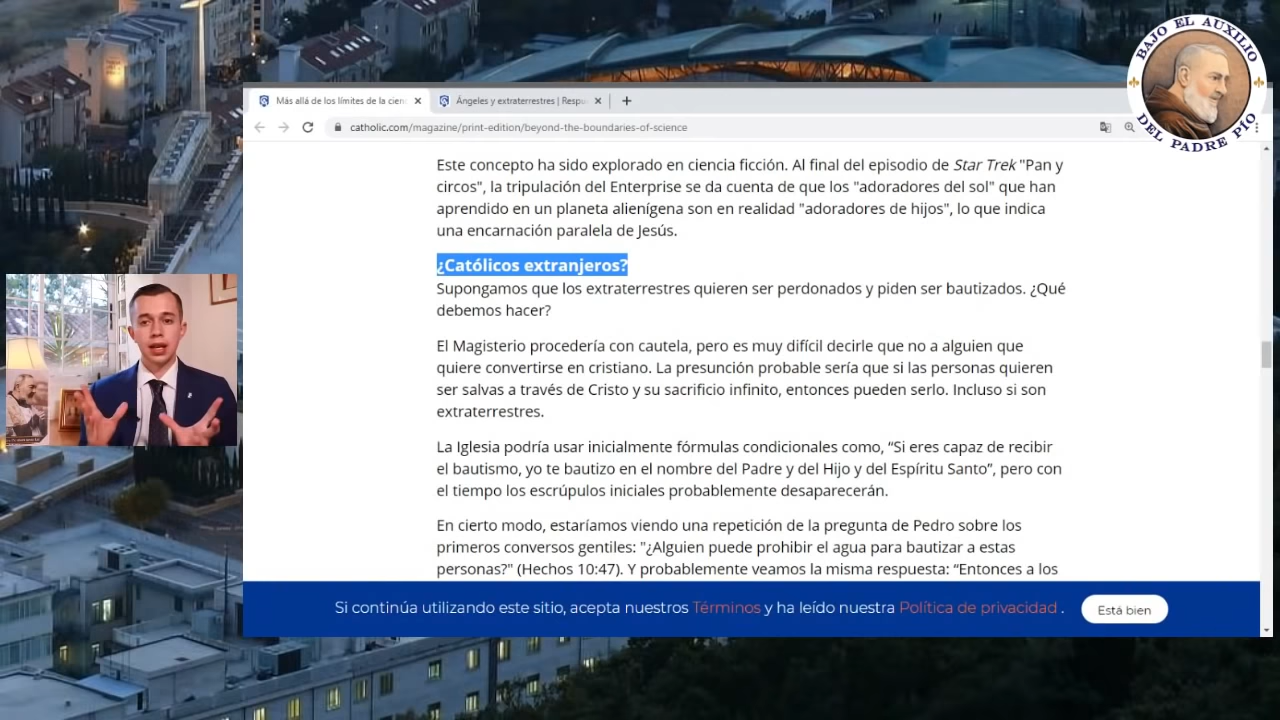 BAJO EL AUXILIO
DEL PADRE PÍO
Más allá de los límites de la cien
Ángeles y extraterrestres | Respu
catholic.com/magazine/print-edition/beyond-the-boundaries-of-science
Este concepto ha sido explorado en ciencia ficción. Al final del episodio de Star Trek "Pan y
circos", la tripulación del Enterprise se da cuenta de que los "adoradores del sol" que han
aprendido en un planeta alienígena son en realidad "adoradores de hijos", lo que indica
una encarnación paralela de Jesús.
¿Católicos extranjeros?
Supongamos que los extraterrestres quieren ser perdonados y piden ser bautizados. ¿Qué
debemos hacer?
El Magisterio procedería con cautela, pero es muy difícil decirle que no a alguien que
quiere convertirse en cristiano. La presunción probable sería que si las personas quieren
ser salvas a través de Cristo y su sacrificio infinito, entonces pueden serlo. Incluso si son
extraterrestres.
La Iglesia podría usar inicialmente fórmulas condicionales como, “Si eres capaz de recibir
el bautismo, yo te bautizo en el nombre del Padre y del Hijo y del Espíritu Santo”, pero con
el tiempo los escrúpulos iniciales probablemente desaparecerán.
En cierto modo, estaríamos viendo una repetición de la pregunta de Pedro sobre los
primeros conversos gentiles: "¿Alguien puede prohibir el agua para bautizar a estas
personas?" (Hechos 10:47). Y probablemente veamos la misma respuesta: “Entonces a los
Si continúa utilizando este sitio, acepta nuestros Términos y ha leído nuestra Política de privacidad .
Está bien